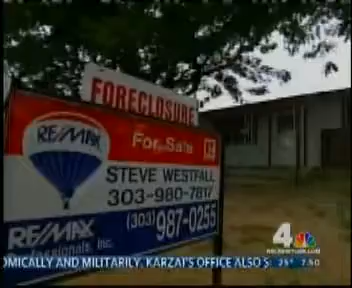 FORECLOSURE
RE/MAX
For Sale
STEVE WESTFALL
303-980-7817
(303) 987-0255
RE/MAX
Professionals, Inc.
4
OMICALLY AND MILITARILY. KARZAI'S OFFICE ALSO S
25° 7:50